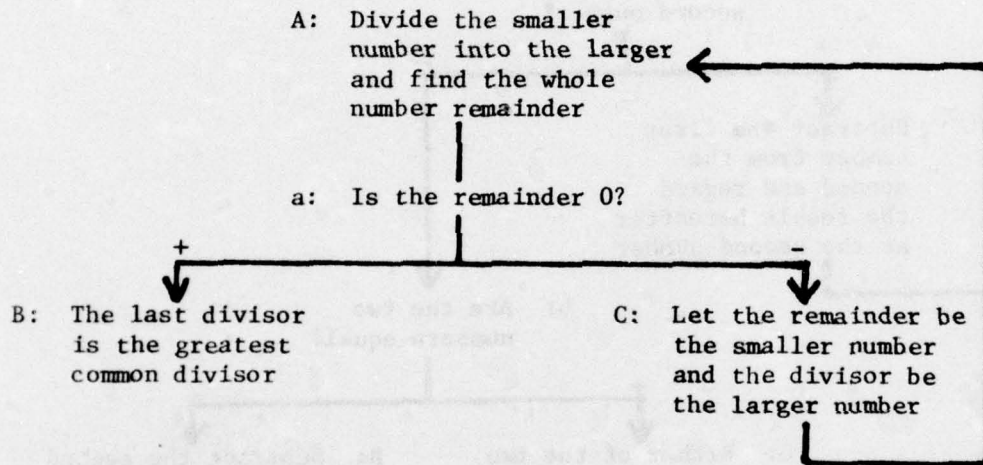 A: Divide the smaller
number into the larger
and find the whole
number remainder
a: Is the remainder 0?
+ -
B: The last divisor
is the greatest
common divisor
C: Let the remainder be
the smaller number
and the divisor be
the larger number